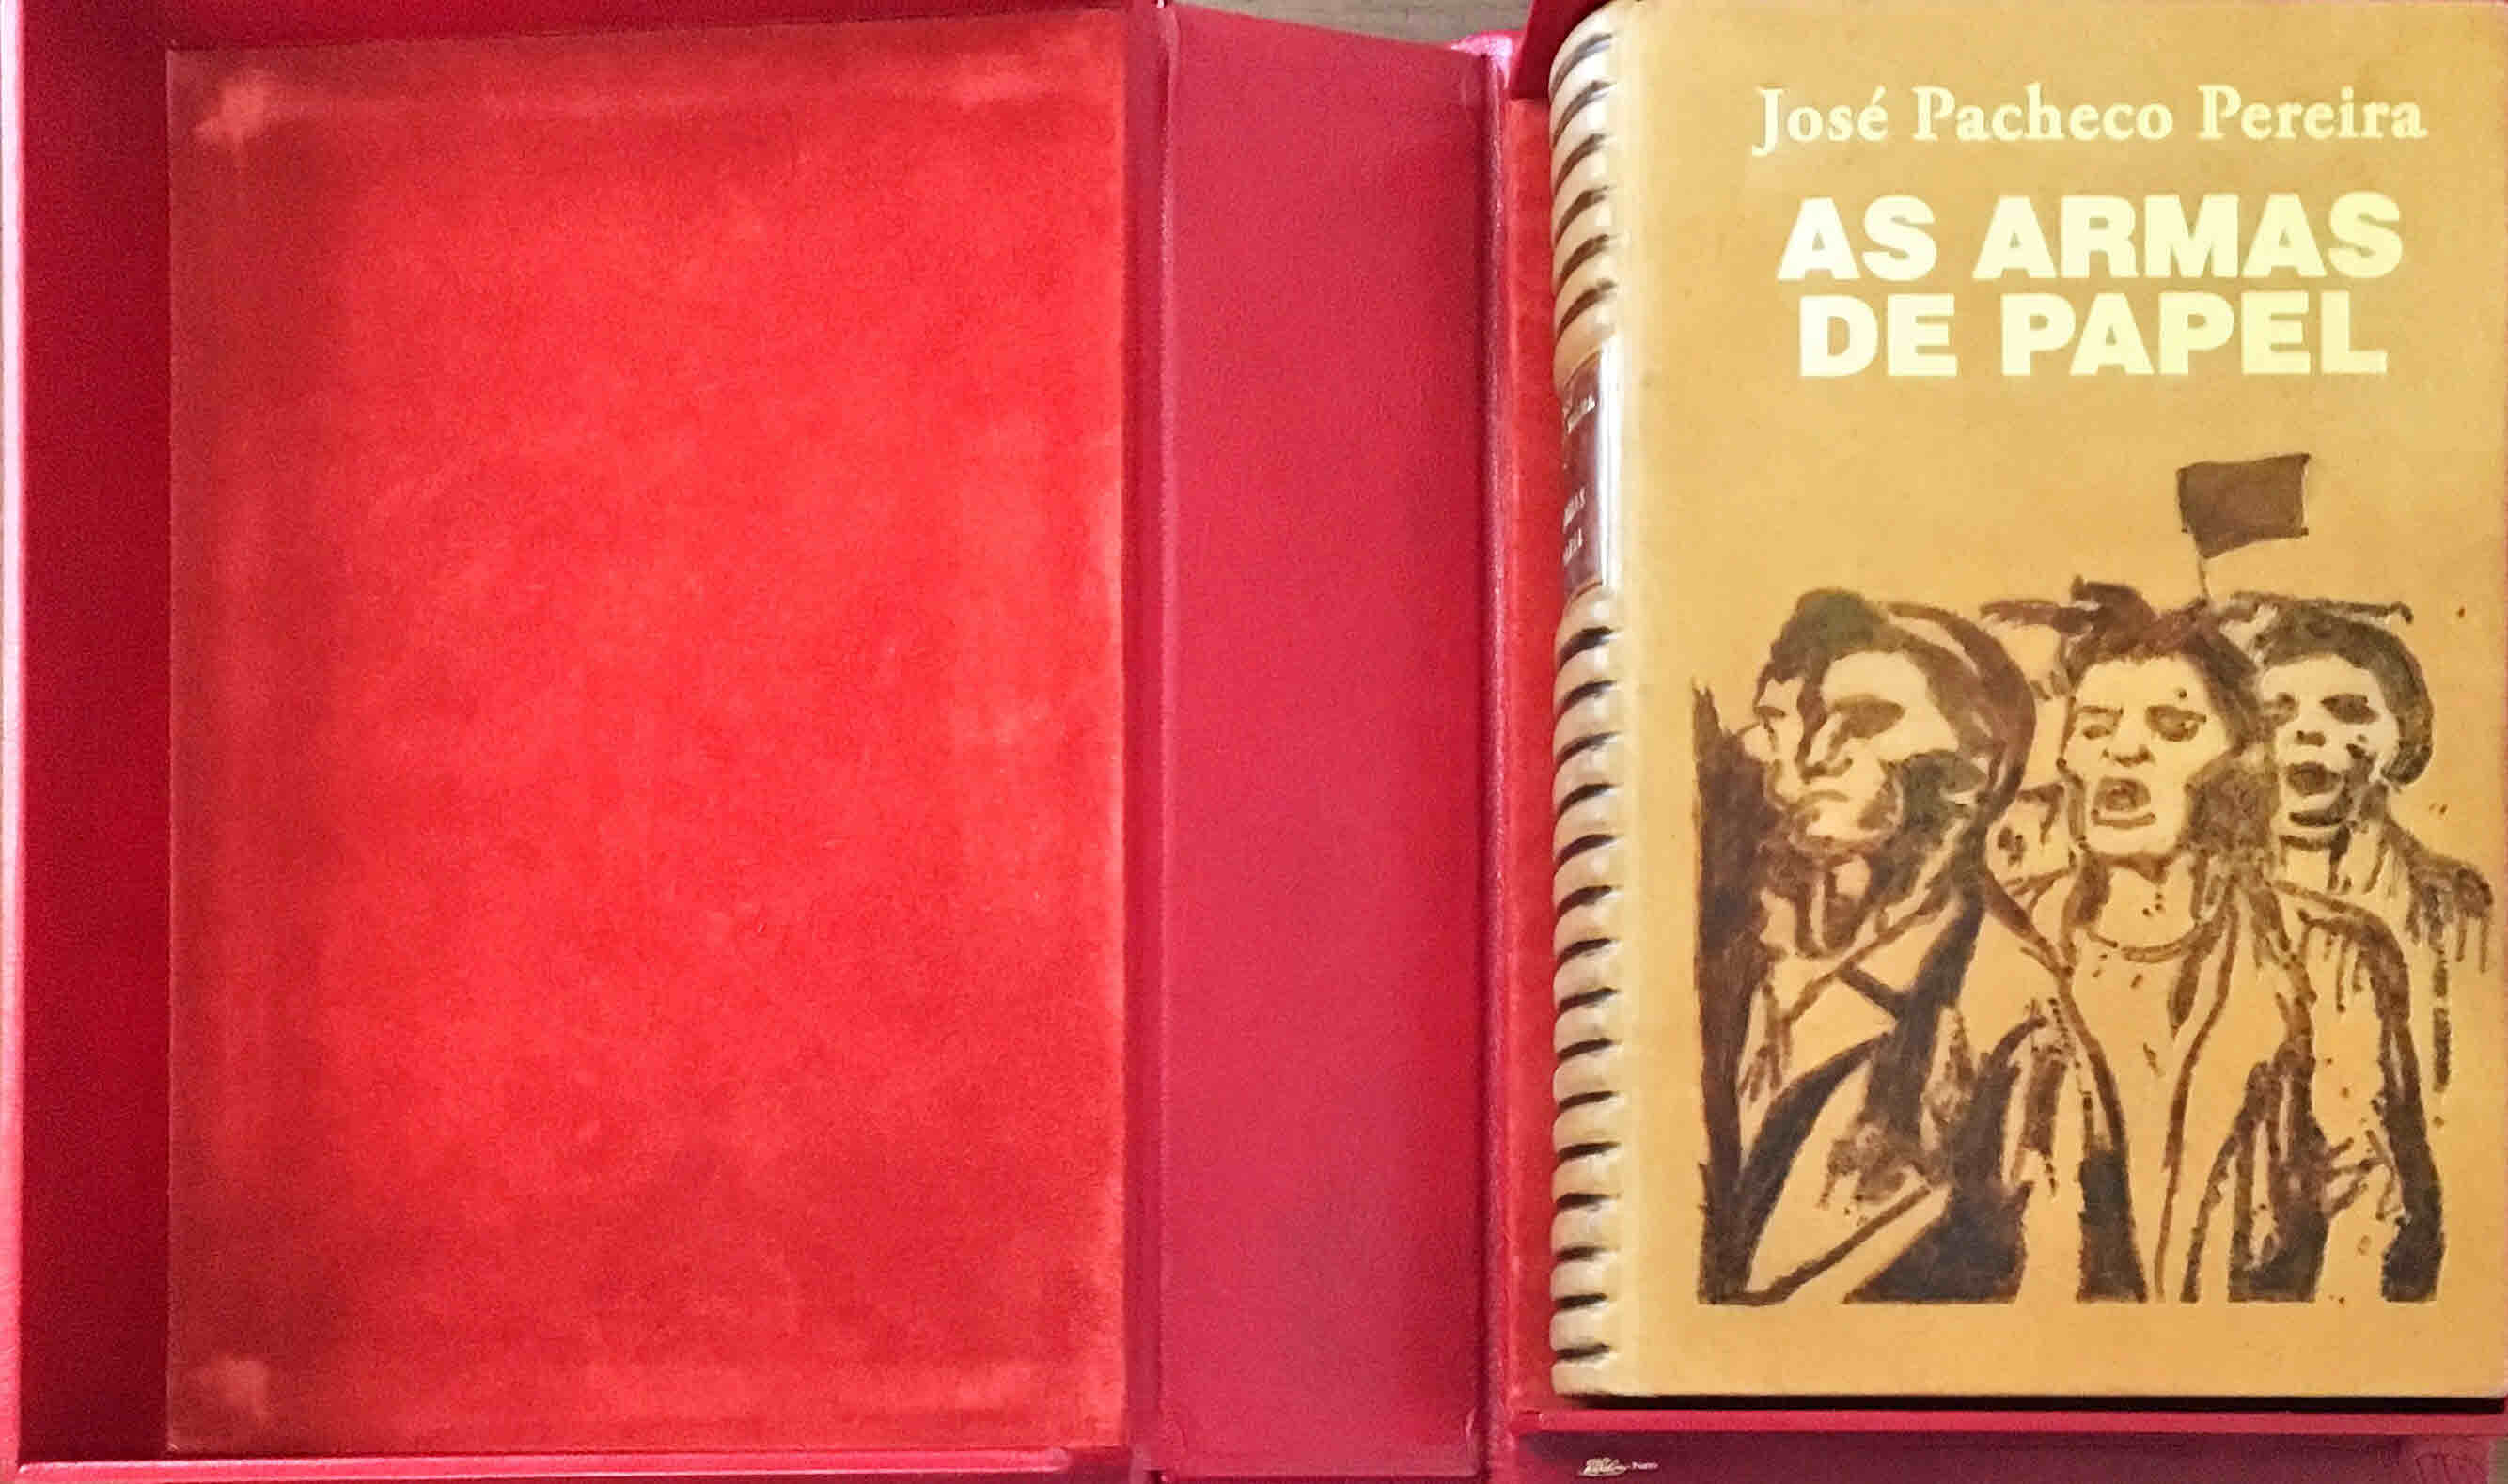 José Pacheco Pereira
AS ARMAS
DE PAPEL